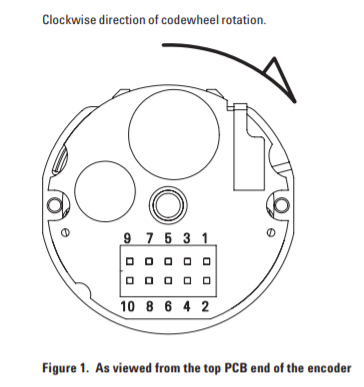 Clockwise direction of codewheel rotation.
9 7 5 3 1
10 8 6 4 2
Figure 1. As viewed from the top PCB end of the encoder